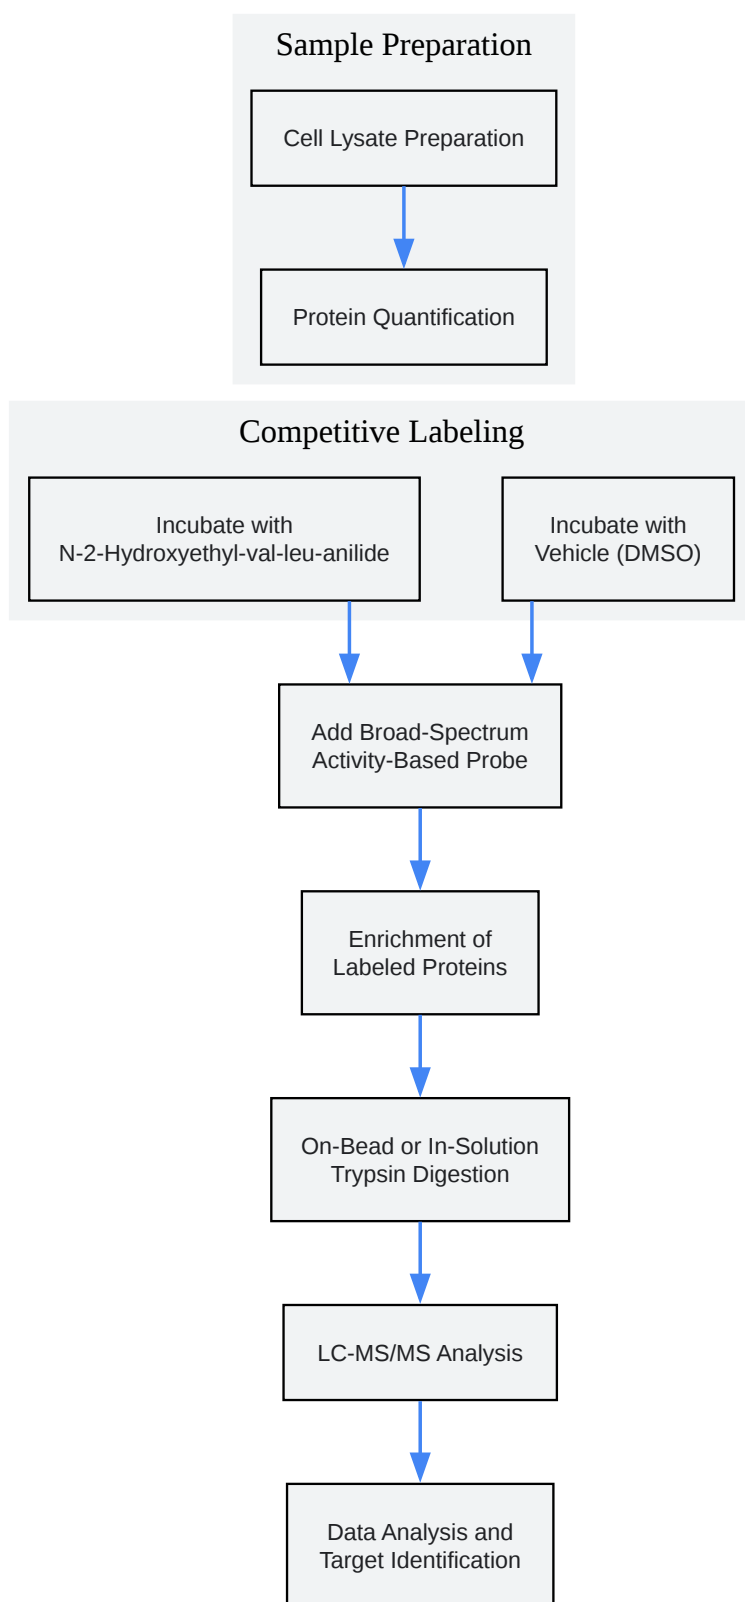 Sample Preparation
Cell Lysate Preparation
Protein Quantification
Competitive Labeling
Incubate with
N-2-Hydroxyethyl-val-leu-anilide
Incubate with
Vehicle (DMSO)
Add Broad-Spectrum
Activity-Based Probe
Enrichment of
Labeled Proteins
On-Bead or In-Solution
Trypsin Digestion
LC-MS/MS Analysis
Data Analysis and
Target Identification